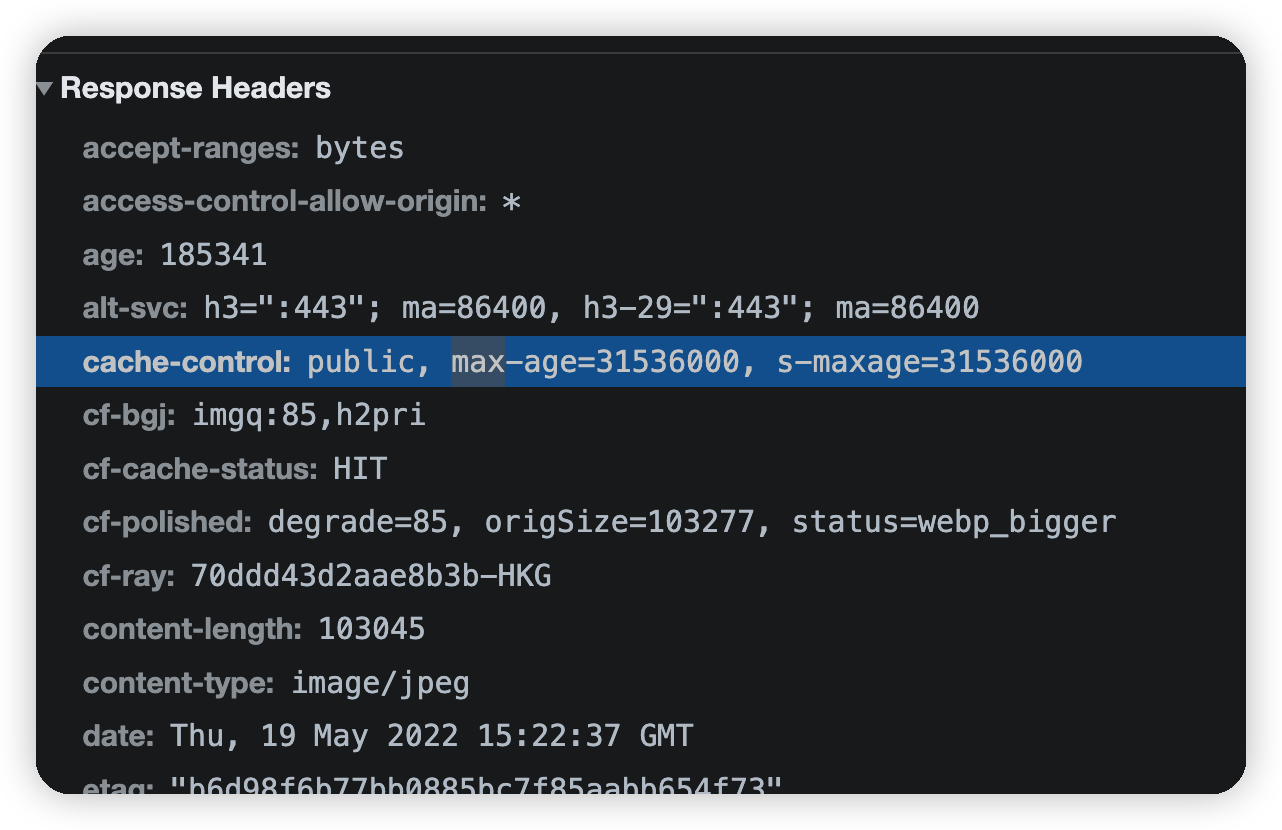 Response Headers
accept-ranges: bytes
access-control-allow-origin: *
age: 185341
alt-svc: h3=":443"; ma=86400, h3-29=":443"; ma=86400
cache-control: public, max-age=31536000, s-maxage=31536000
cf-bgj: imgq:85,h2pri
cf-cache-status: HIT
cf-polished: degrade=85, origSize=103277, status=webp_bigger
cf-ray: 70ddd43d2aae8b3b-HKG
content-length: 103045
content-type: image/jpeg
date: Thu, 19 May 2022 15:22:37 GMT
etag: "b6d98f6b77bb0885bc7f85aabb654f73"